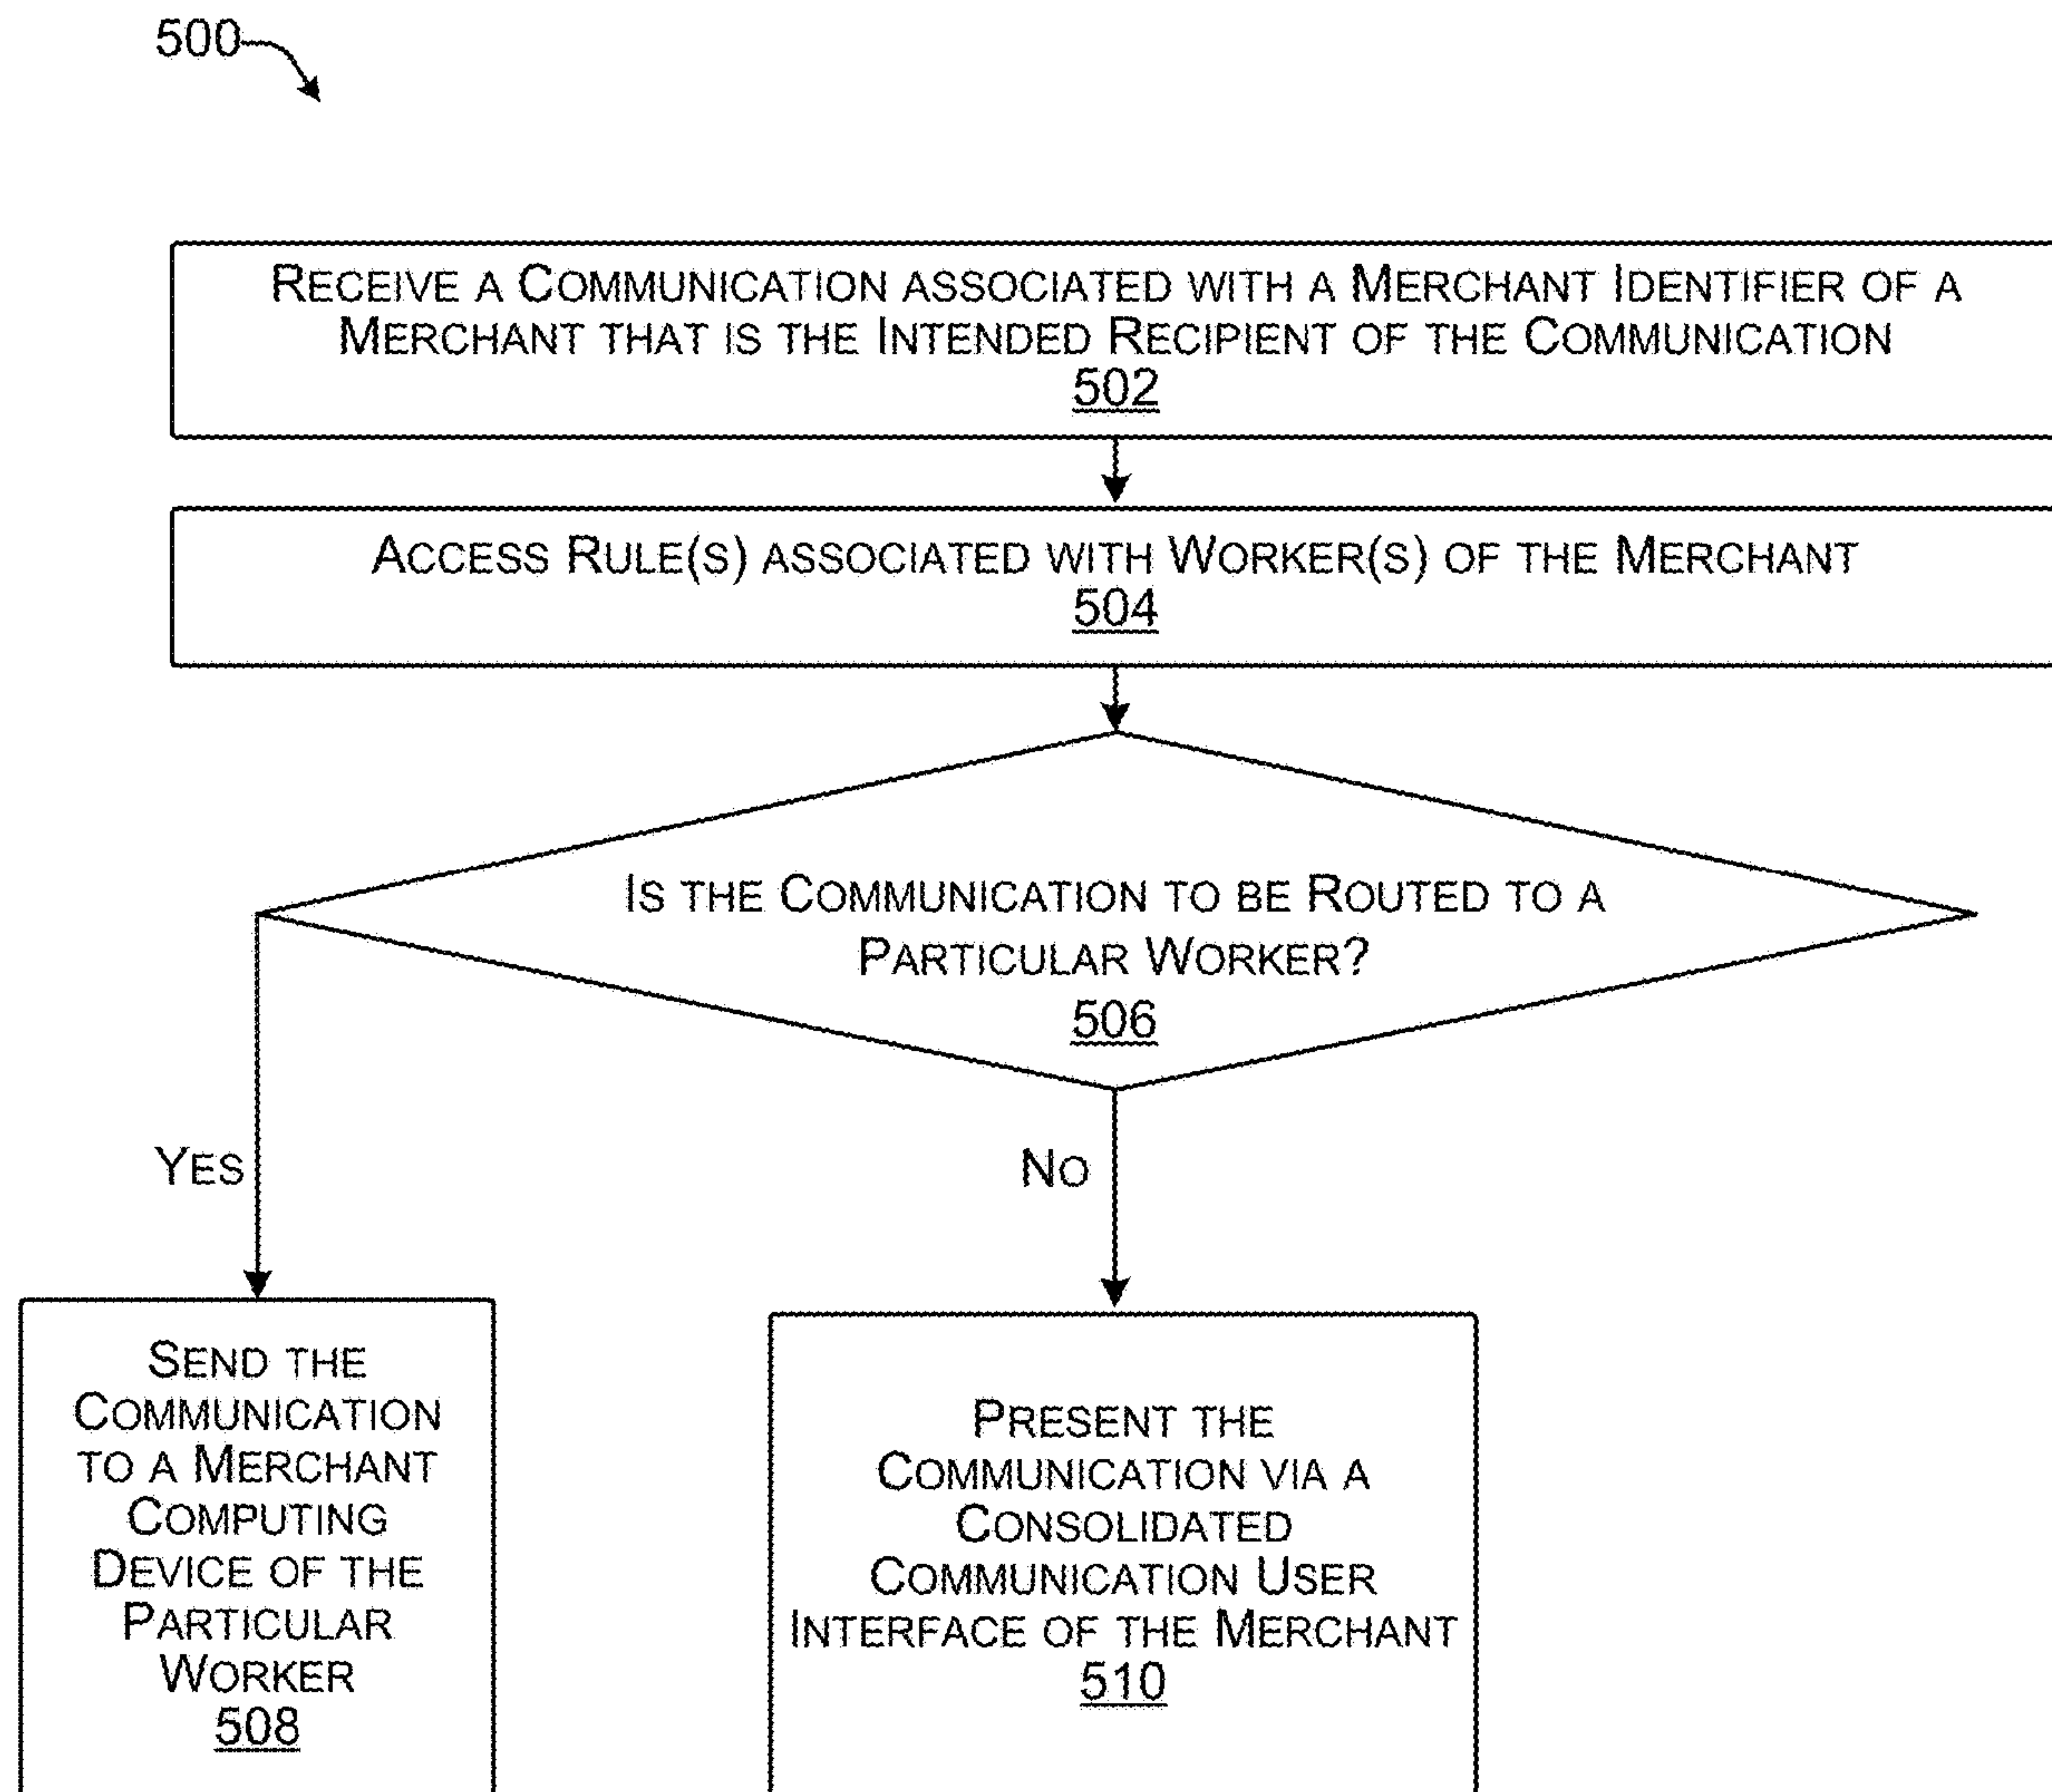 500
RECEIVE A COMMUNICATION ASSOCIATED WITH A MERCHANT IDENTIFIER OF A
MERCHANT THAT IS THE INTENDED RECIPIENT OF THE COMMUNICATION
502
ACCESS RULE(S) ASSOCIATED WITH WORKER(S) OF THE MERCHANT
504
IS THE COMMUNICATION TO BE ROUTED TO A
PARTICULAR WORKER?
506
YES
NO
SEND THE
COMMUNICATION
TO A MERCHANT
COMPUTING
DEVICE OF THE
PARTICULAR
WORKER
508
PRESENT THE
COMMUNICATION VIA A
CONSOLIDATED
COMMUNICATION USER
INTERFACE OF THE MERCHANT
510